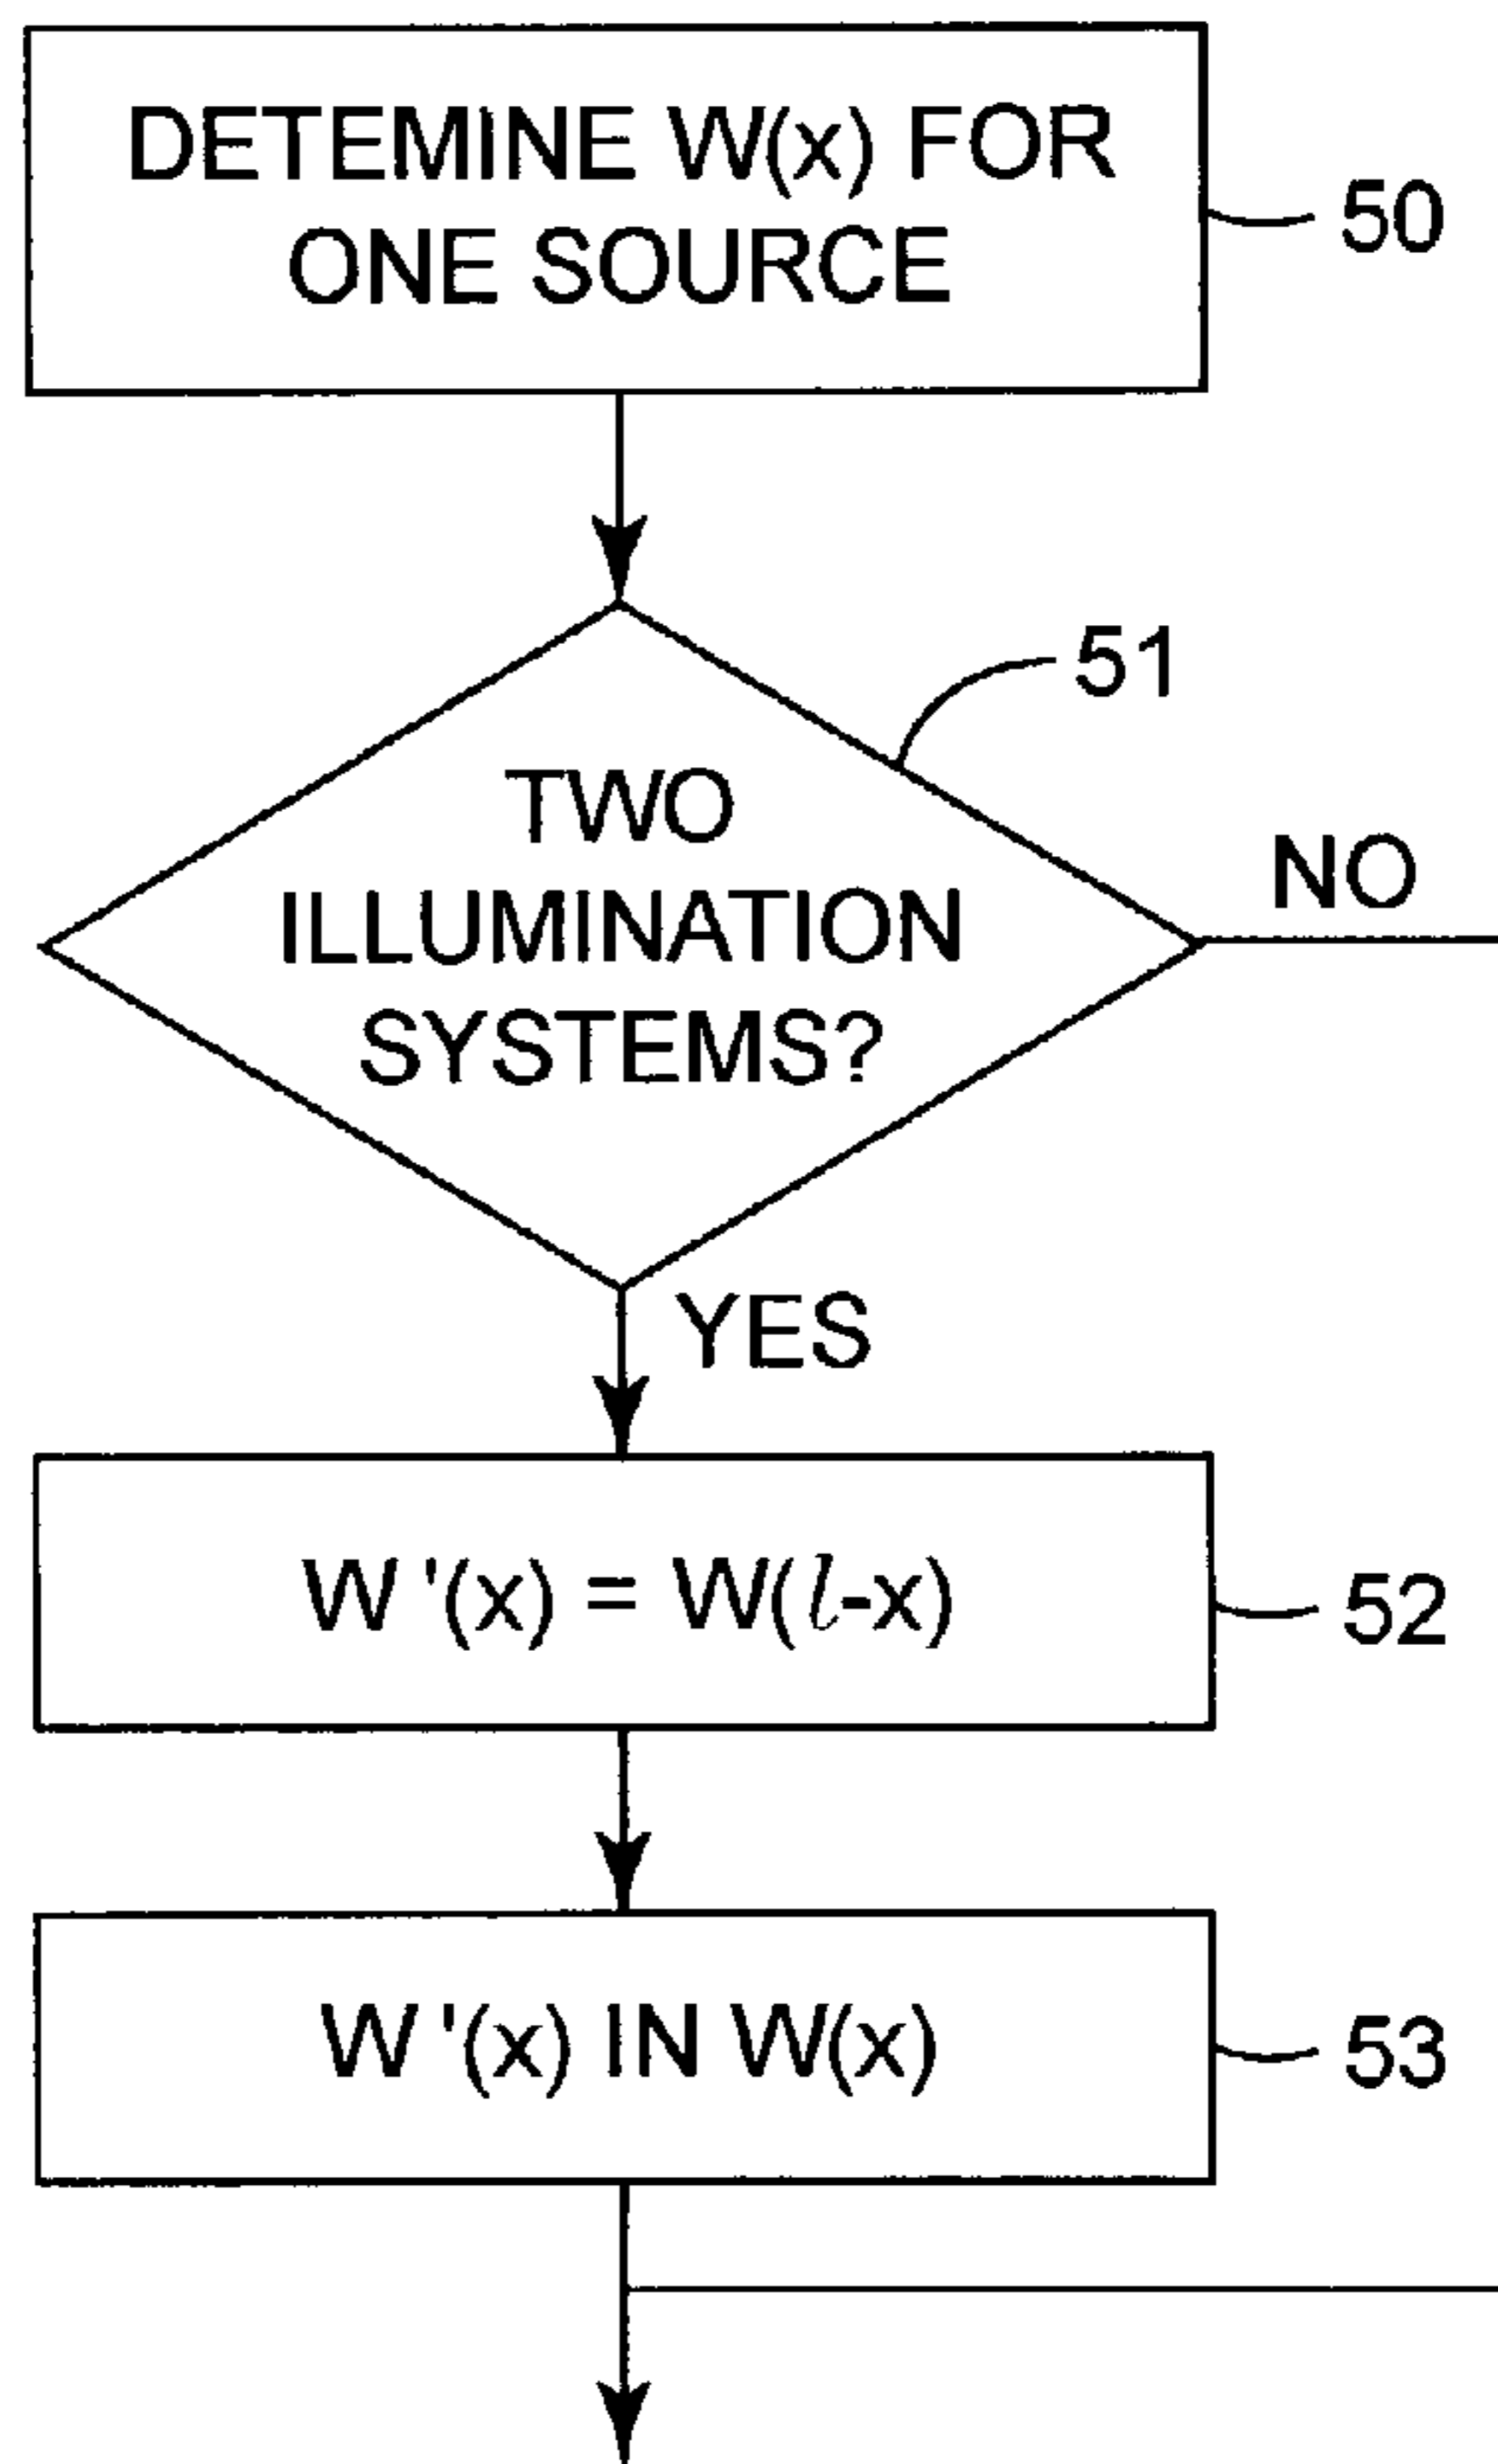 DETEMINE W(x) FOR
ONE SOURCE
50
51
TWO
ILLUMINATION
SYSTEMS?
NO
YES
W '(x) = W(l-x)
52
W '(x) IN W(x)
53